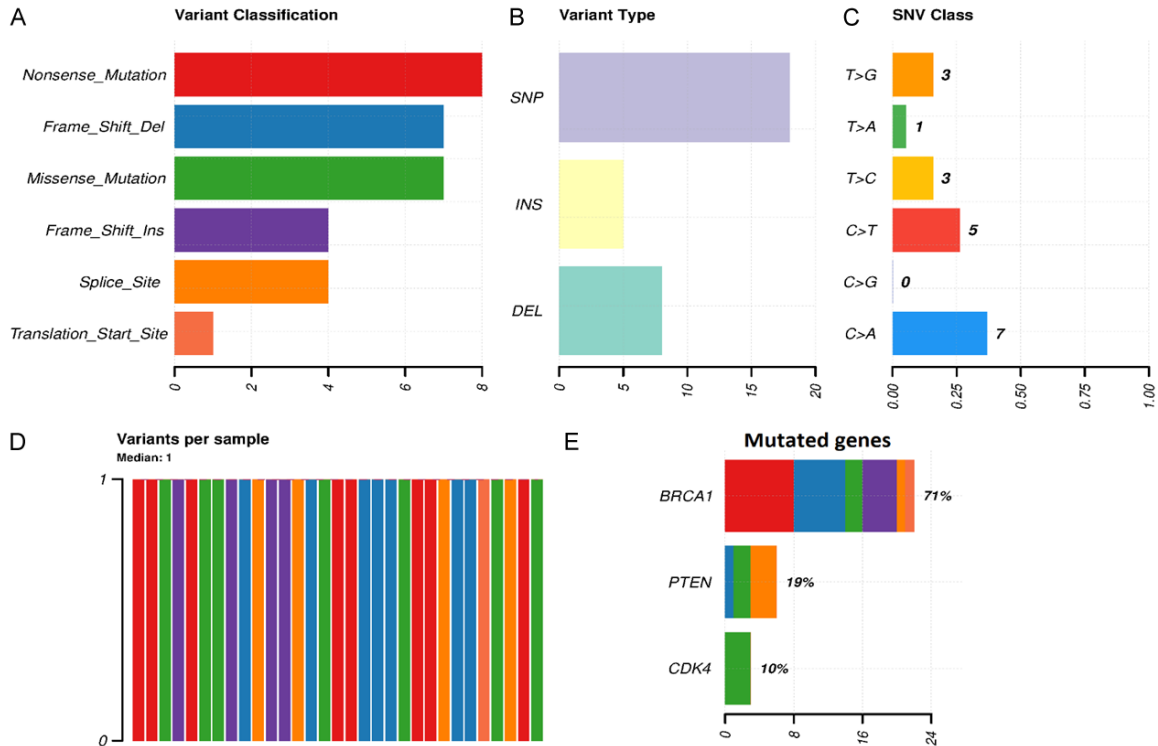 A
Variant Classification
Nonsense_Mutation
Frame_Shift_Del
Missense_Mutation
Frame_Shift_Ins
Splice_Site
Translation_Start_Site
0 2 4 6 8
B
Variant Type
SNP
INS
DEL
0 5 10 15 20
C
SNV Class
T>G 3
T>A 1
T>C 3
C>T 5
C>G 0
C>A 7
0.00 0.25 0.50 0.75 1.00
D
Variants per sample
Median: 1
1
0
E
Mutated genes
BRCA1 71%
PTEN 19%
CDK4 10%
0 8 16 24